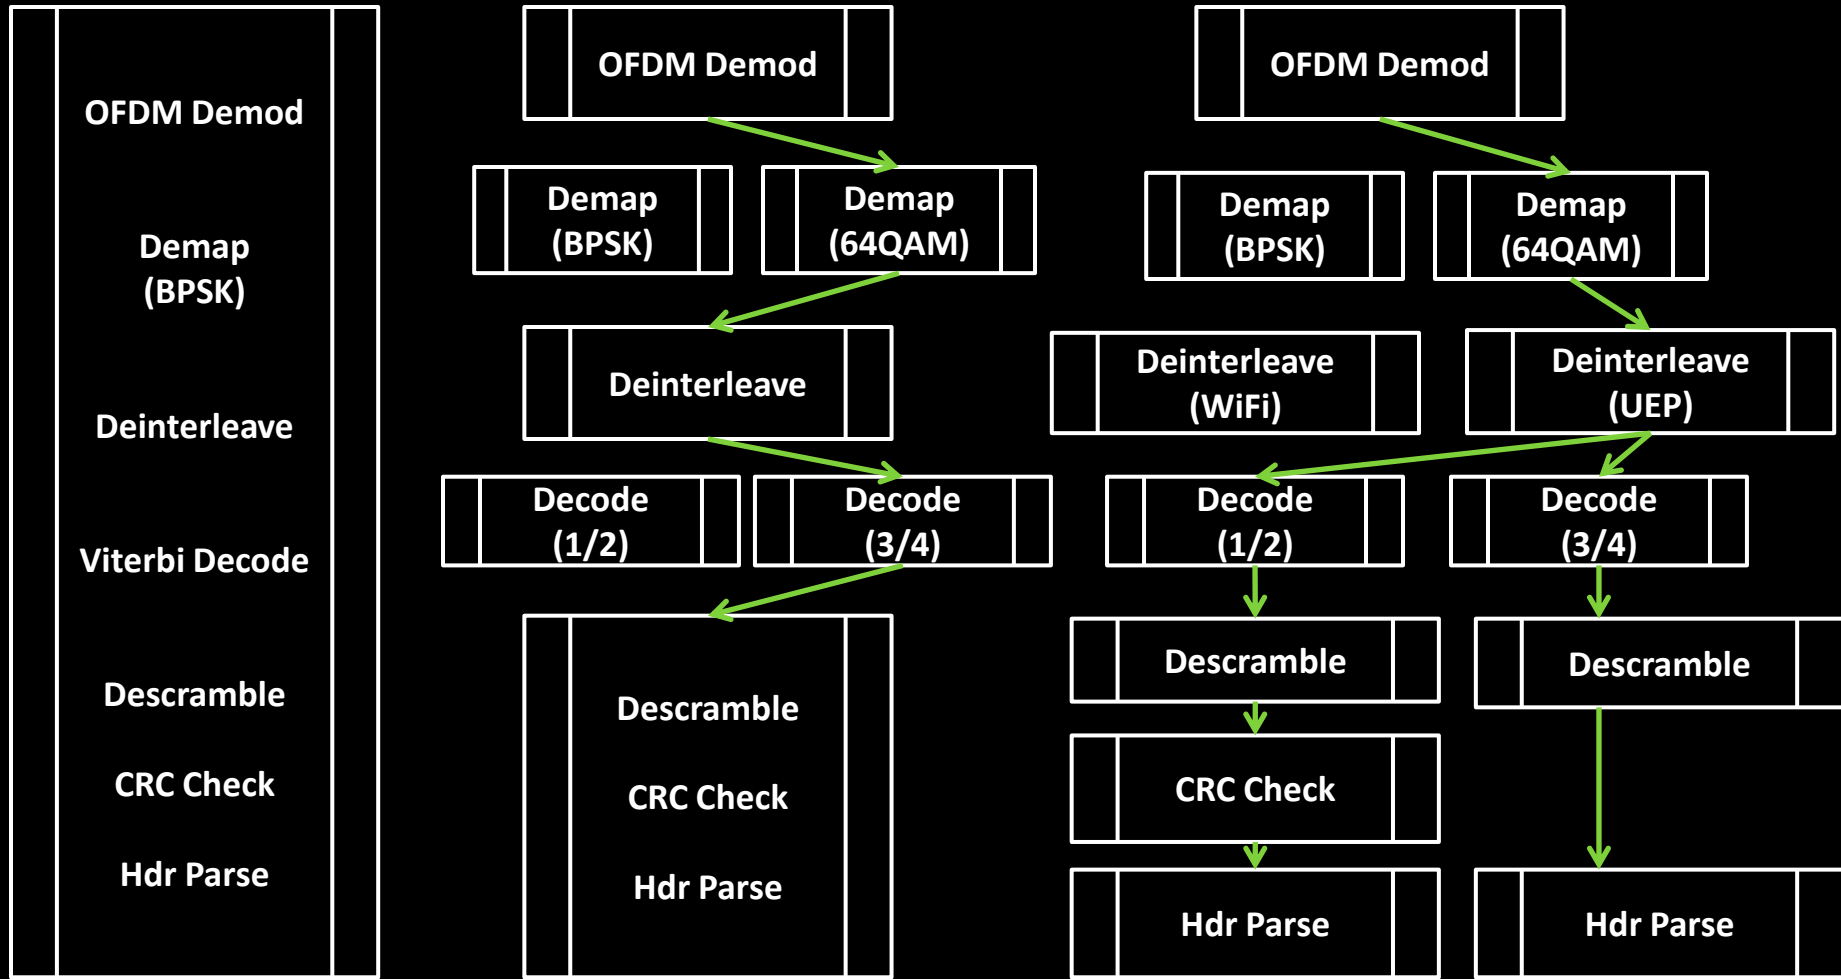 OFDM Demod
Demap
(BPSK)
Deinterleave
Viterbi Decode
Descramble
CRC Check
Hdr Parse
OFDM Demod
Demap
(BPSK)
Demap
(64QAM)
Deinterleave
Decode
(1/2)
Decode
(3/4)
Descramble
CRC Check
Hdr Parse
OFDM Demod
Demap
(BPSK)
Demap
(64QAM)
Deinterleave
(WiFi)
Deinterleave
(UEP)
Decode
(1/2)
Decode
(3/4)
Descramble
Descramble
CRC Check
Hdr Parse
Hdr Parse